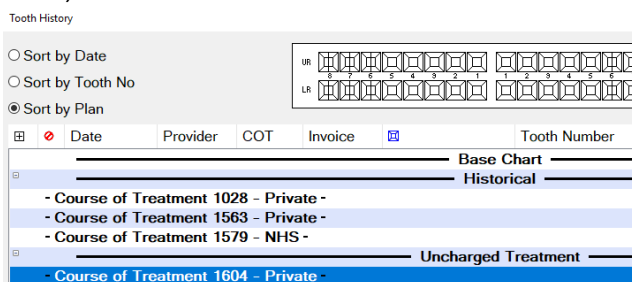 Tooth History
Sort by Date
Sort by Tooth No
Sort by Plan
UR
8 7 6 5 4 3 2 1 1 2 3 4 5 6
LR
Date Provider COT Invoice Tooth Number
Base Chart
Historical
- Course of Treatment 1028 - Private -
- Course of Treatment 1563 - Private -
- Course of Treatment 1579 - NHS -
Uncharged Treatment
- Course of Treatment 1604 - Private -